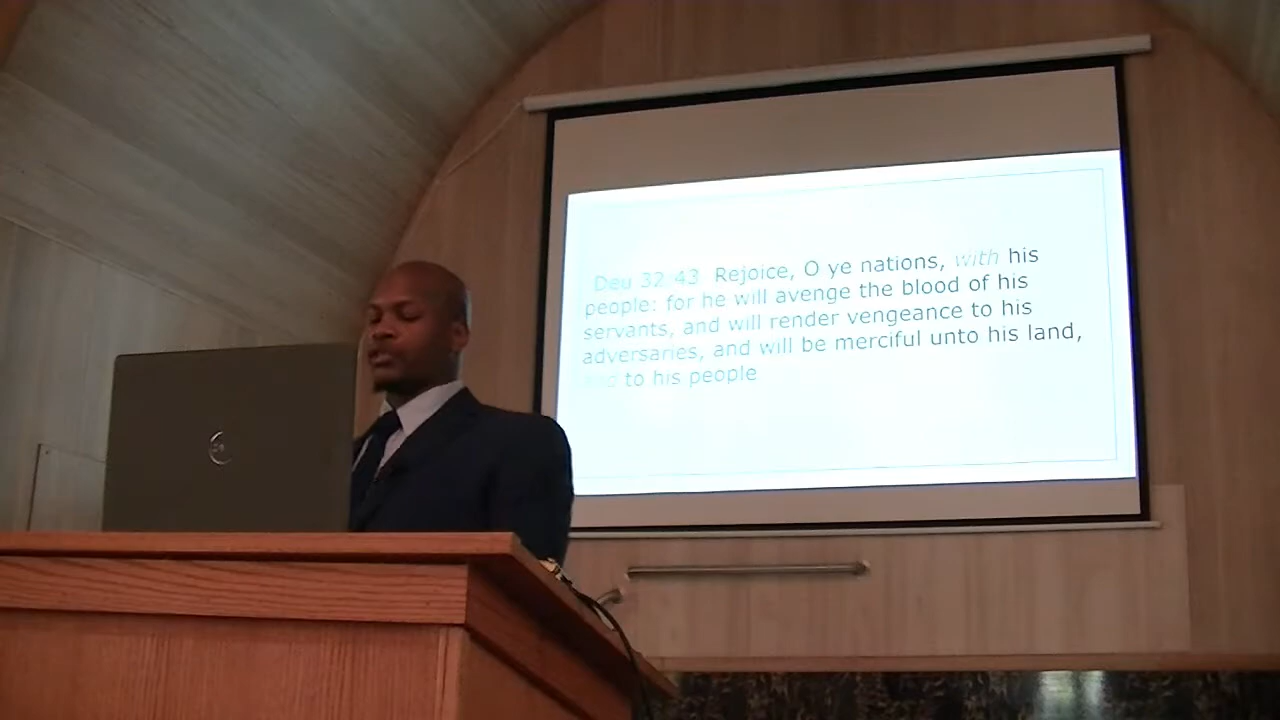 Deu 32:43 Rejoice, O ye nations, with his
people: for he will avenge the blood of his
servants, and will render vengeance to his
adversaries, and will be merciful unto his land,
and to his people